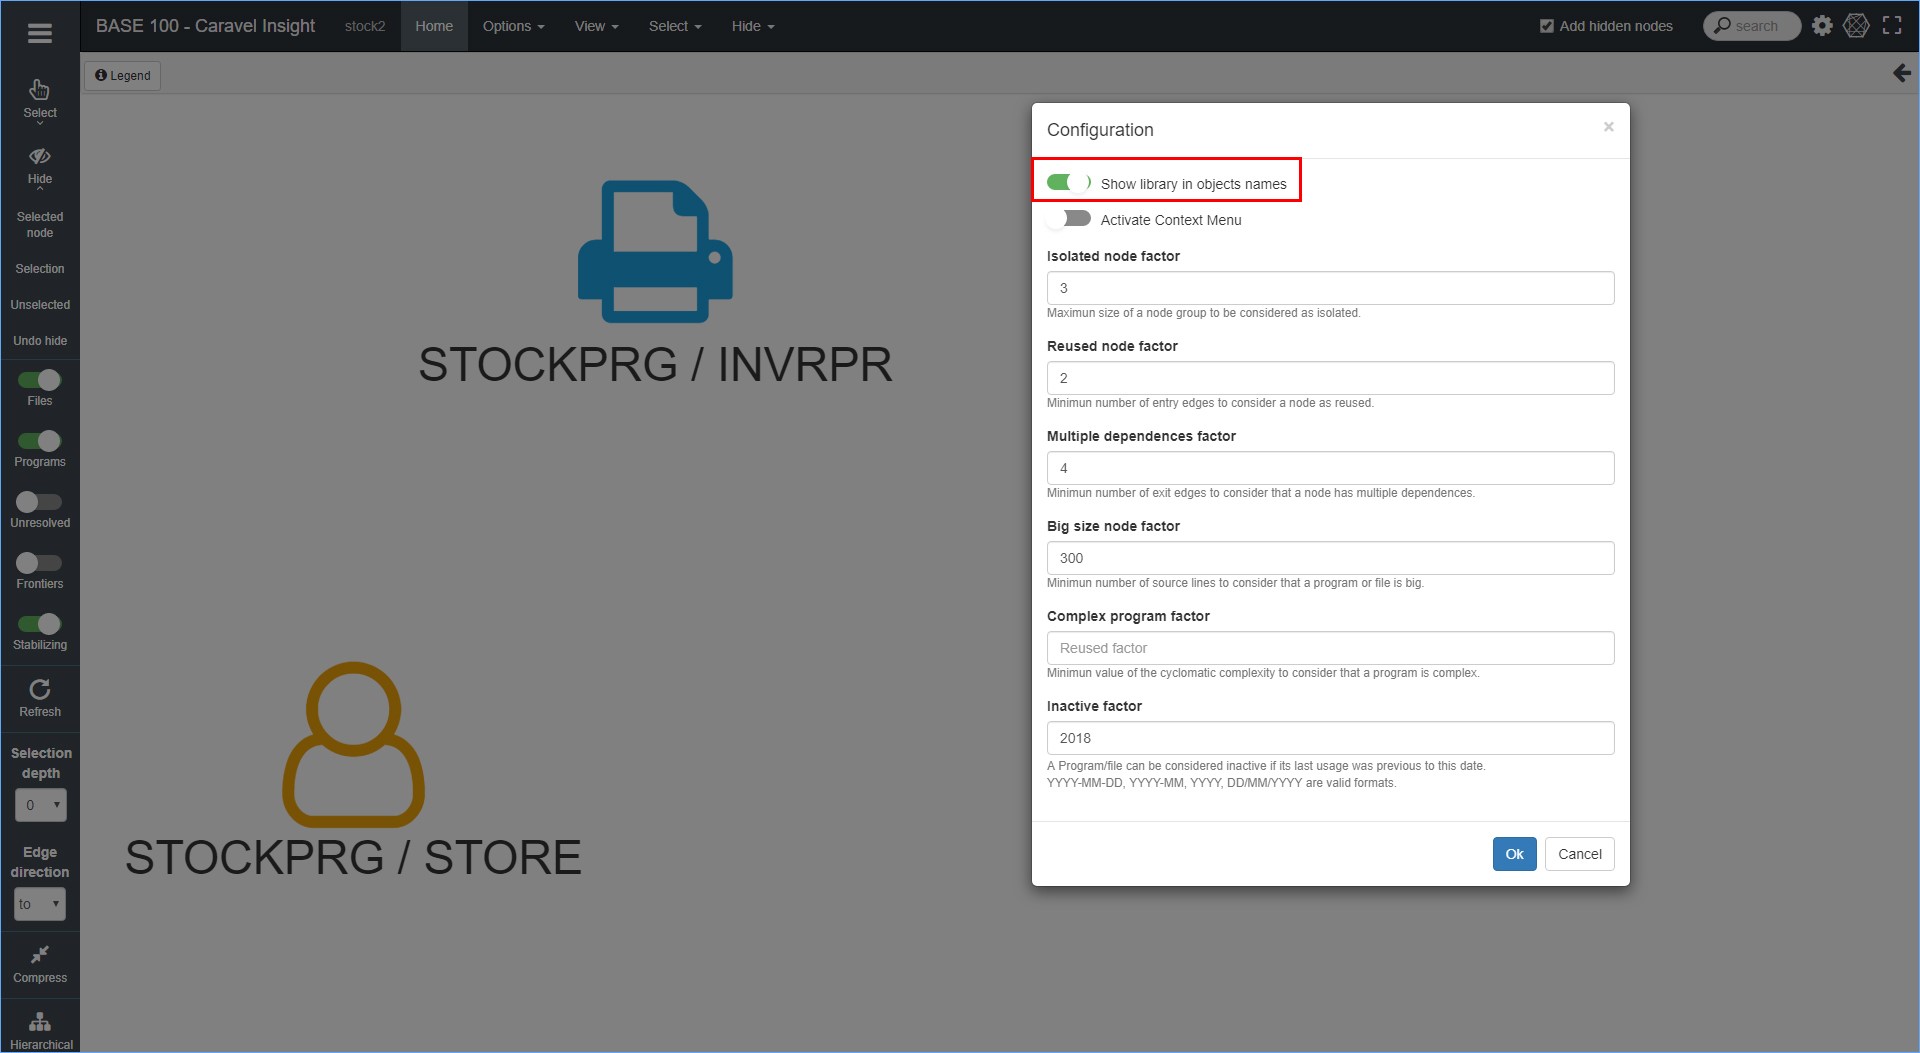 BASE 100 - Caravel Insight
stock2
Home
Options
View
Select
Hide
Add hidden nodes
search
Legend
Select
Hide
Selected
node
Selection
Unselected
Undo hide
Files
Programs
Unresolved
Frontiers
Stabilizing
Refresh
Selection
depth
0
Edge
direction
to
Compress
Hierarchical
STOCKPRG / INVRPR
STOCKPRG / STORE
Configuration
×
Show library in objects names
Activate Context Menu
Isolated node factor
3
Maximun size of a node group to be considered as isolated.
Reused node factor
2
Minimun number of entry edges to consider a node as reused.
Multiple dependences factor
4
Minimun number of exit edges to consider that a node has multiple dependences.
Big size node factor
300
Minimun number of source lines to consider that a program or file is big.
Complex program factor
Reused factor
Minimun value of the cyclomatic complexity to consider that a program is complex.
Inactive factor
2018
A Program/file can be considered inactive if its last usage was previous to this date.
YYYY-MM-DD, YYYY-MM, YYYY, DD/MM/YYYY are valid formats.
Ok
Cancel